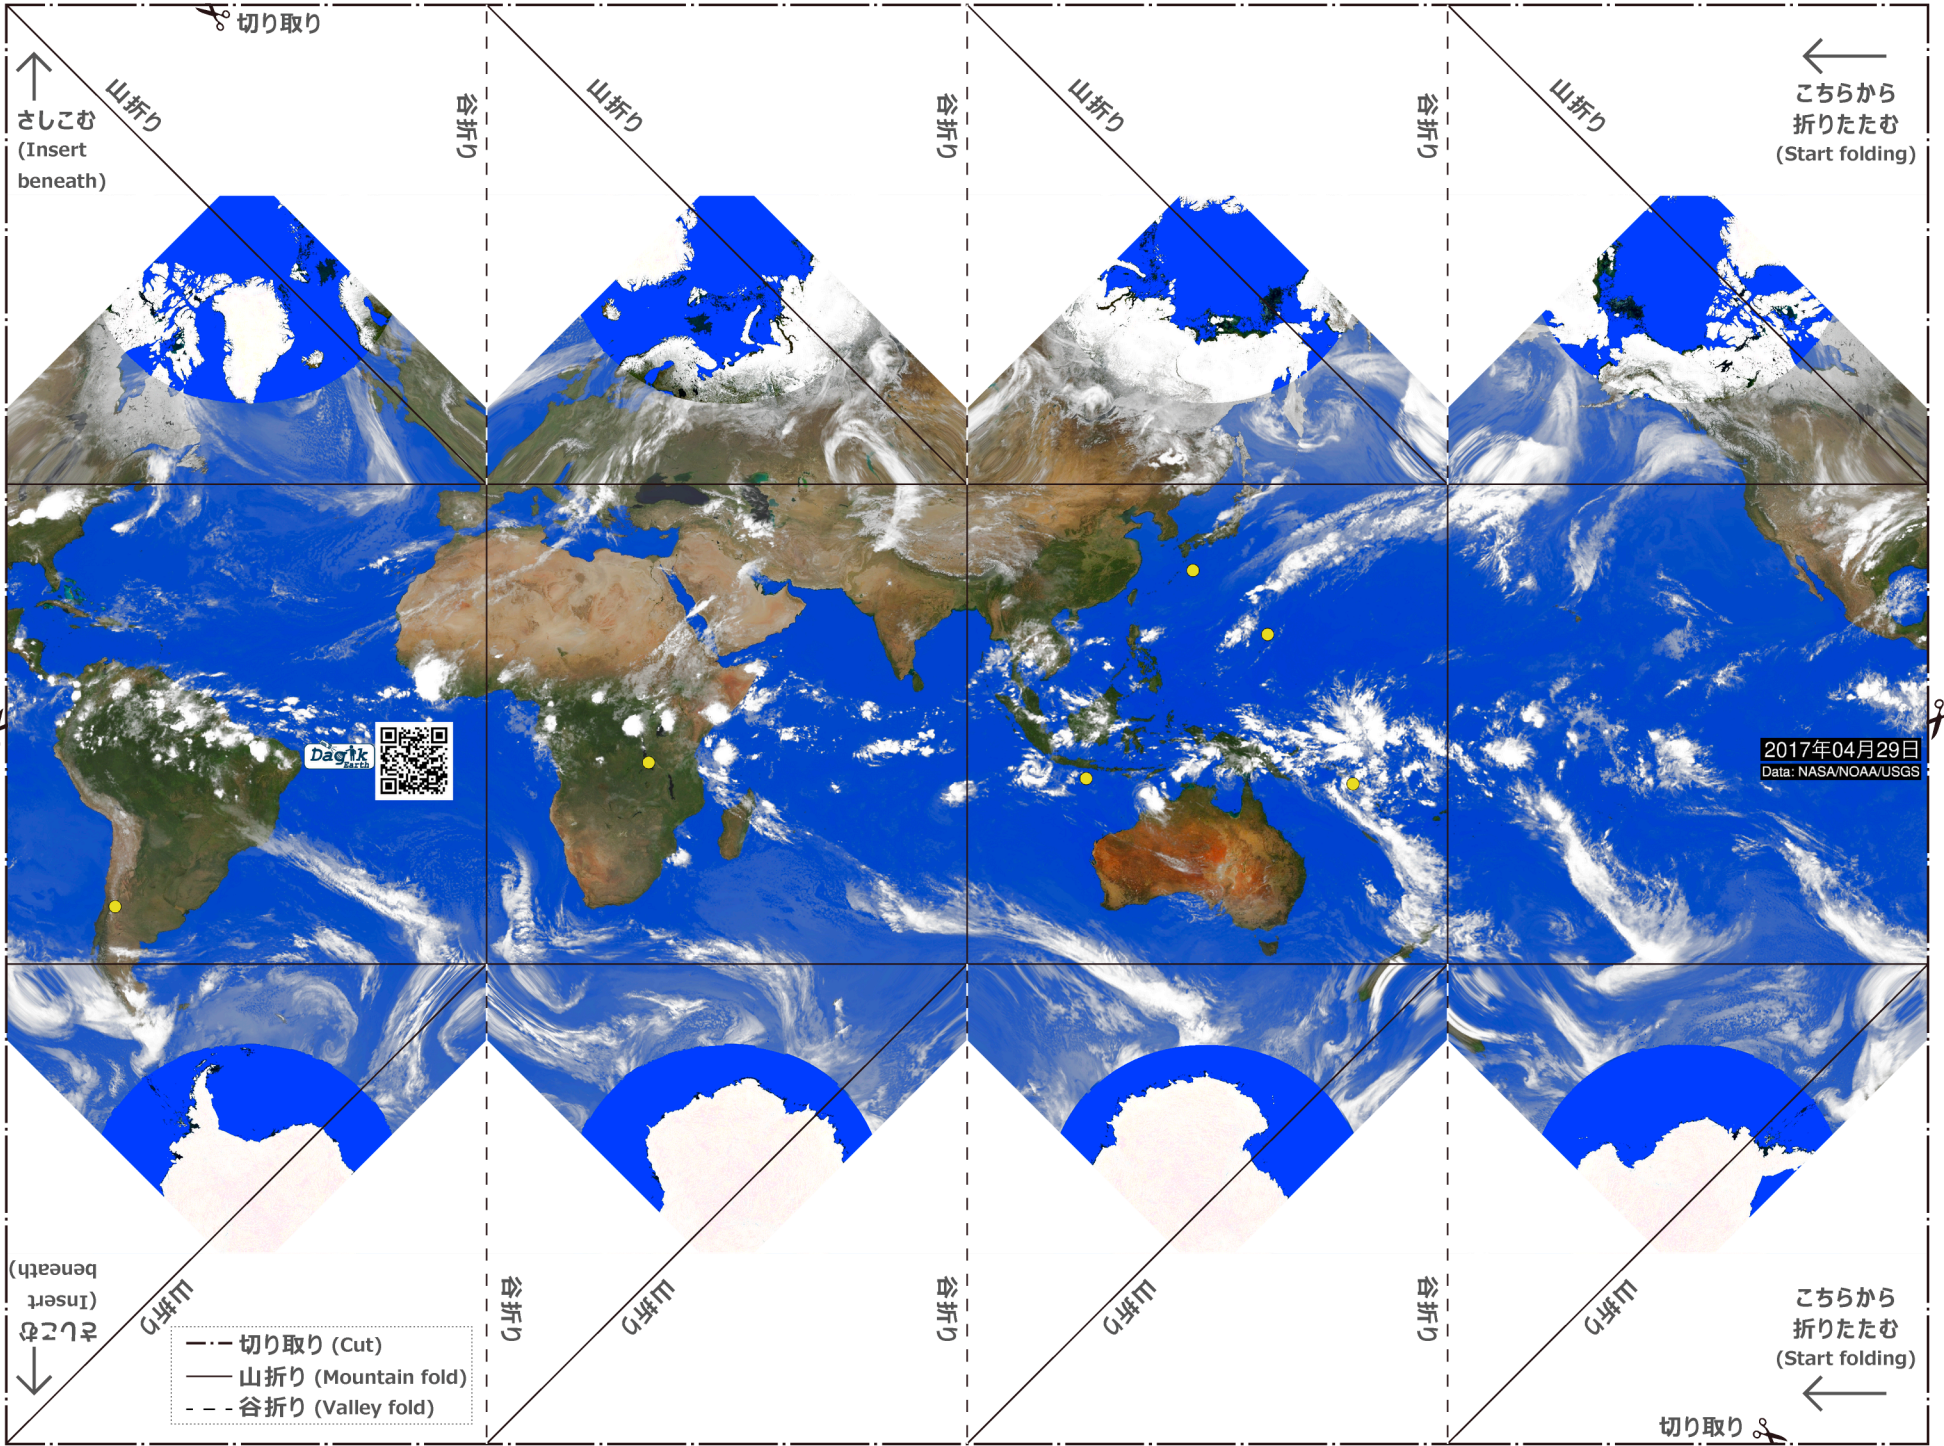 切り取り
さしこむ
(Insert
beneath)
山折り
谷折り
山折り
谷折り
山折り
谷折り
山折り
こちらから
折りたたむ
(Start folding)
Dagik
Earth
2017年04月29日
Data: NASA/NOAA/USGS
さしこむ
(Insert
beneath)
山折り
谷折り
山折り
谷折り
山折り
谷折り
山折り
こちらから
折りたたむ
(Start folding)
切り取り (Cut)
山折り (Mountain fold)
谷折り (Valley fold)
切り取り